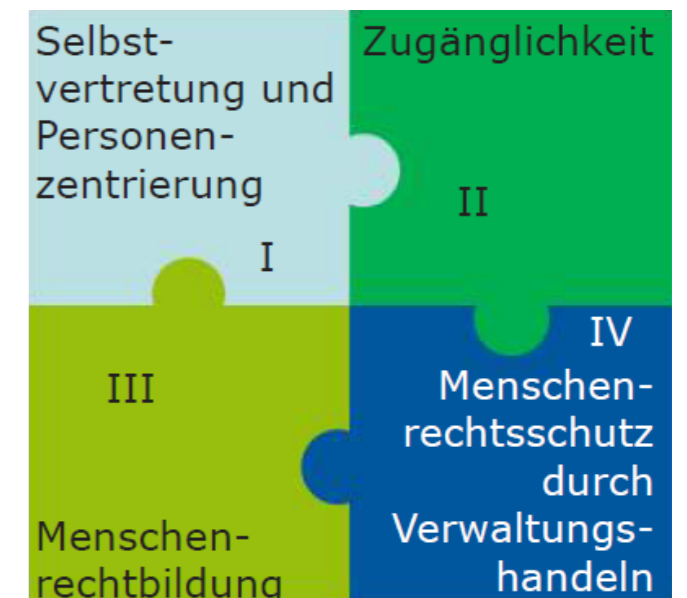 Selbst-
vertretung und
Personen-
zentrierung
I
Zugänglichkeit
II
III
Menschen-
rechtbildung
IV
Menschen-
rechtsschutz
durch
Verwaltungs-
handeln